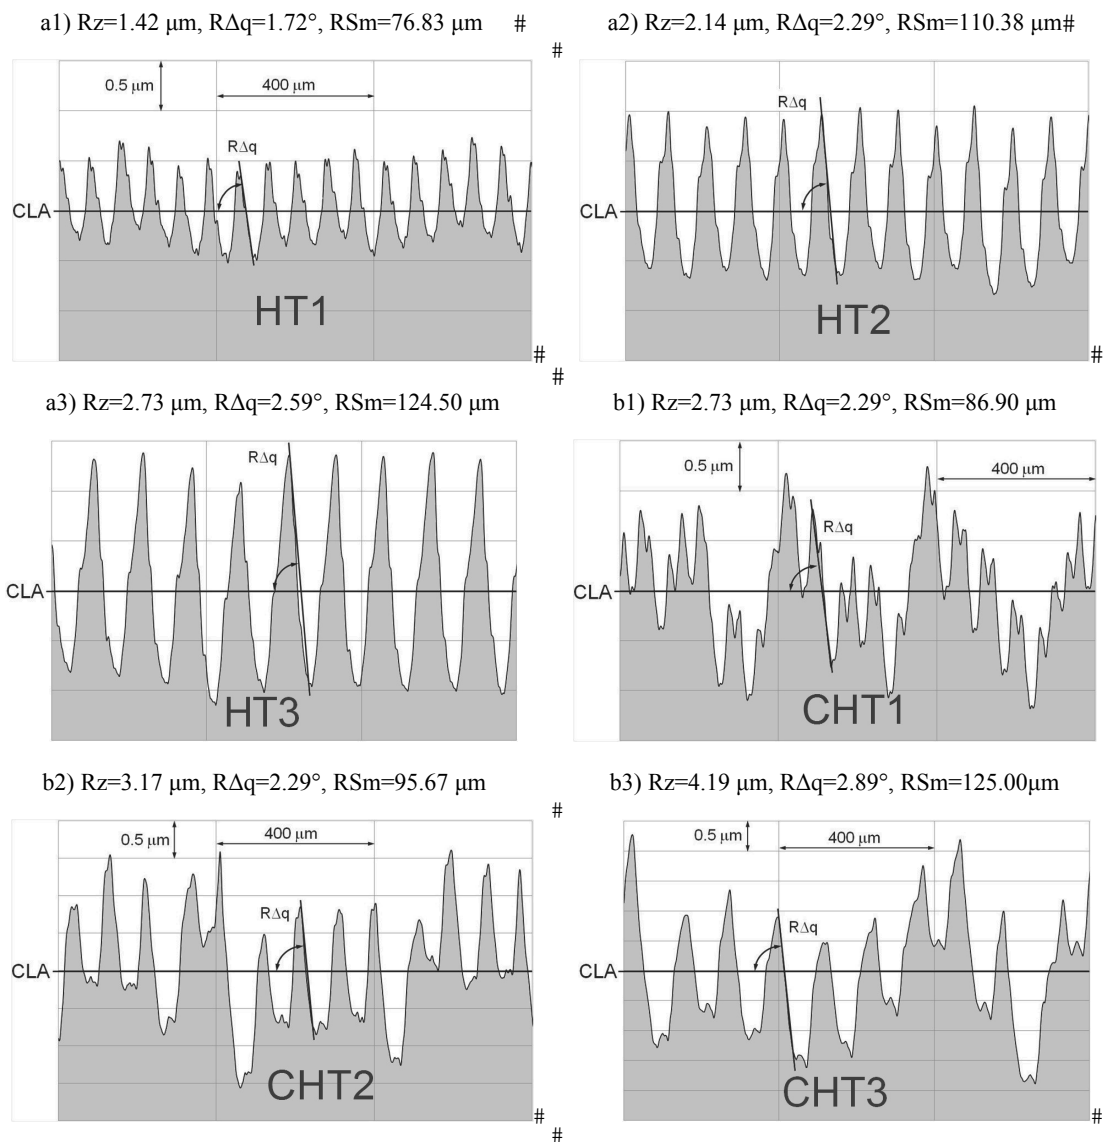 a1) Rz=1.42 μm, RΔq=1.72°, RSm=76.83 μm #
#
a2) Rz=2.14 μm, RΔq=2.29°, RSm=110.38 μm#
0.5 μm
400 μm
RΔq
CLA
HT1
#
#
RΔq
CLA
HT2
#
a3) Rz=2.73 μm, RΔq=2.59°, RSm=124.50 μm
b1) Rz=2.73 μm, RΔq=2.29°, RSm=86.90 μm
RΔq
CLA
HT3
0.5 μm
400 μm
RΔq
CLA
CHT1
b2) Rz=3.17 μm, RΔq=2.29°, RSm=95.67 μm
#
b3) Rz=4.19 μm, RΔq=2.89°, RSm=125.00μm
0.5 μm
400 μm
RΔq
CLA
CHT2
#
#
0.5 μm
400 μm
RΔq
CLA
CHT3
#